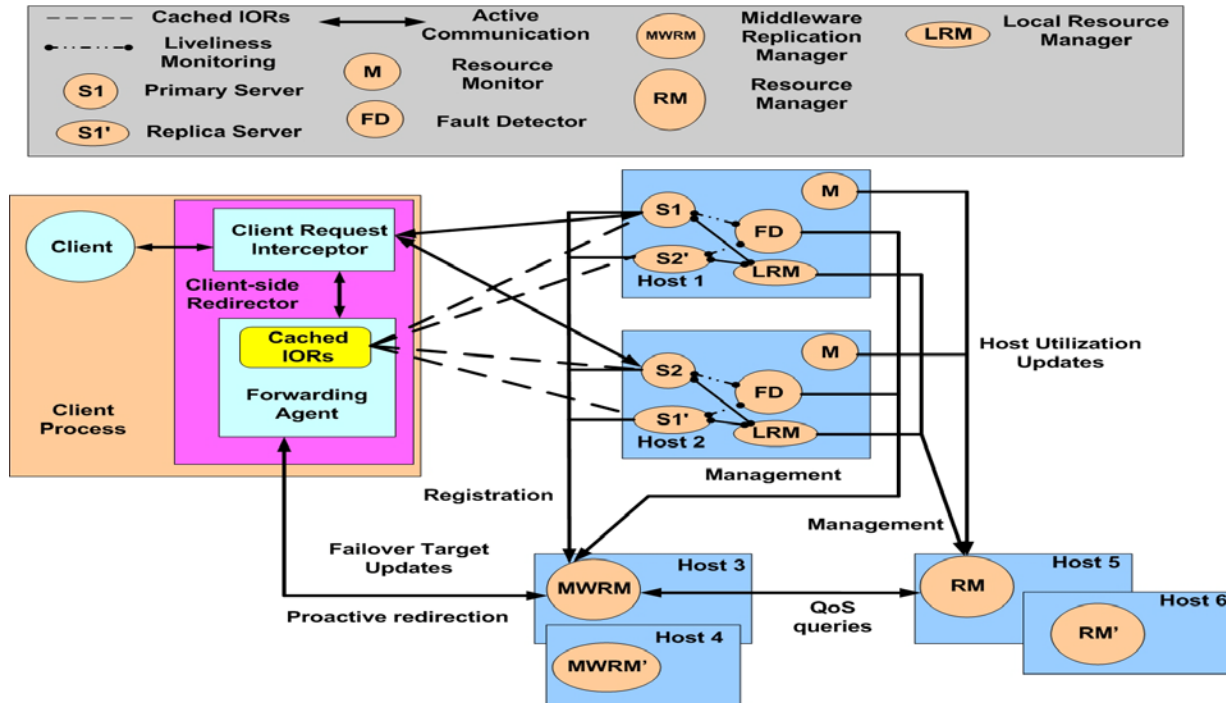 Cached IORs
Liveliness
Monitoring
S1
Primary Server
S1'
Replica Server
Active
Communication
M
Resource
Monitor
FD
Fault Detector
MWRM
Middleware
Replication
Manager
RM
Resource
Manager
LRM
Local Resource
Manager
Client
Client Request
Interceptor
Client-side
Redirector
Cached
IORs
Forwarding
Agent
Client
Process
S1
M
FD
S2'
LRM
Host 1
S2
M
FD
S1'
LRM
Host 2
Host Utilization
Updates
Management
Registration
Management
Failover Target
Updates
Proactive redirection
Host 3
MWRM
Host 4
MWRM’
QoS
queries
Host 5
RM
Host 6
RM’